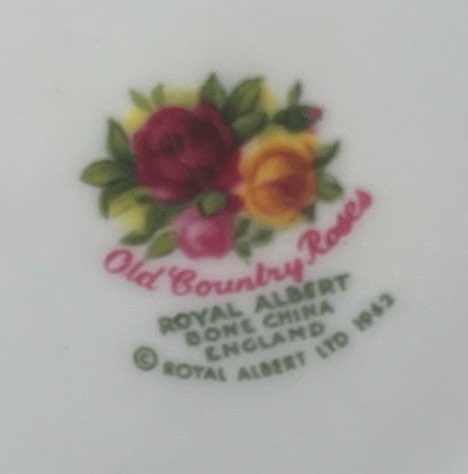 Old Country Roses
ROYAL ALBERT
BONE CHINA
ENGLAND
© ROYAL ALBERT LTD 1962